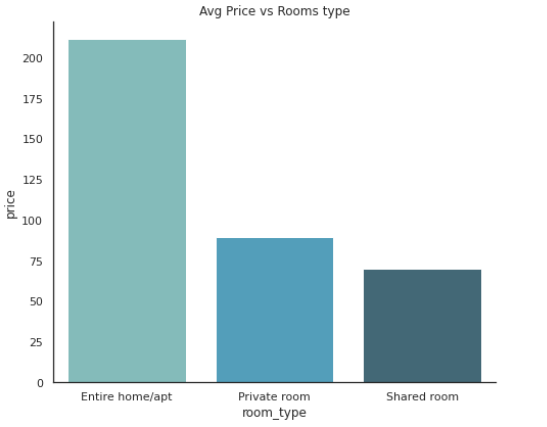 Avg Price vs Rooms type
200
175
150
125
100
75
50
25
0
price
Entire home/apt
Private room
Shared room
room_type